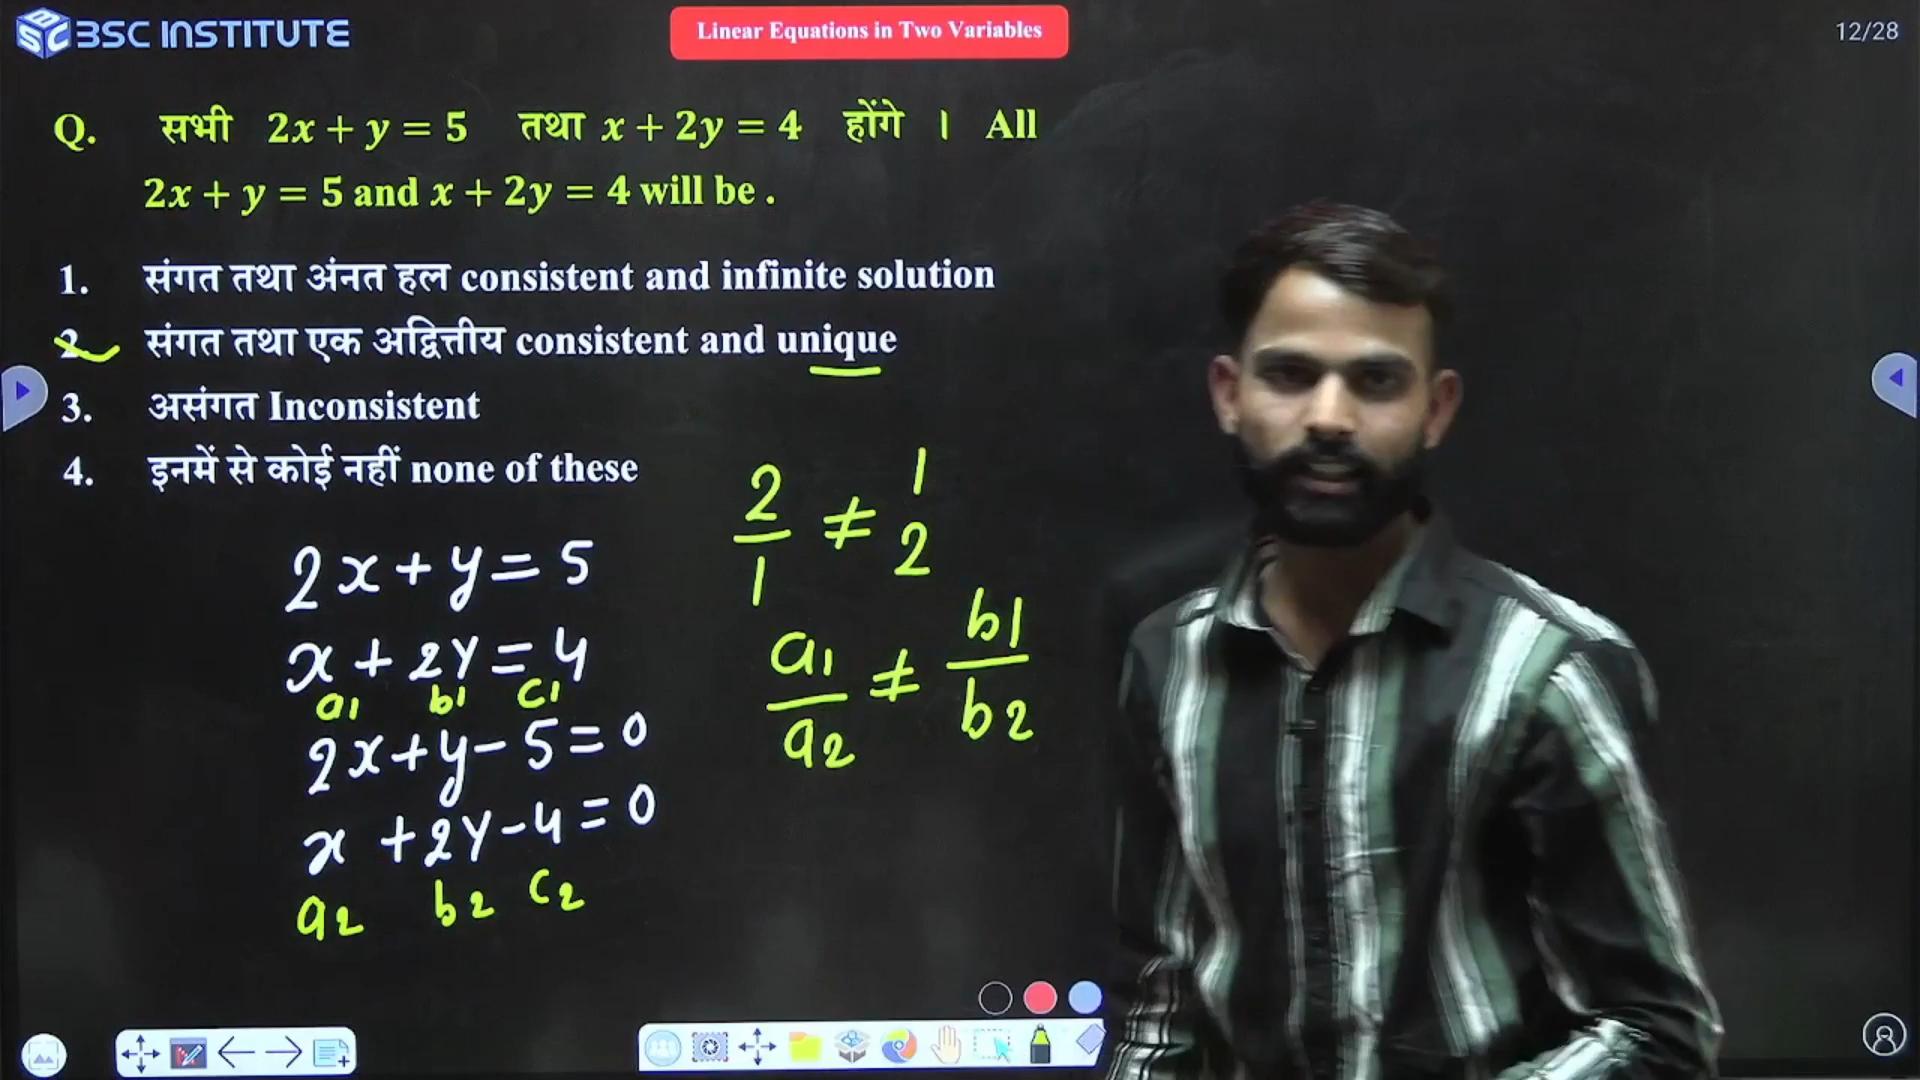 BSC INSTITUTE
Linear Equations in Two Variables
12/28
Q. सभी 2x + y = 5 तथा x + 2y = 4 होंगे । All
2x + y = 5 and x + 2y = 4 will be .
1. संगत तथा अंनत हल consistent and infinite solution
2. संगत तथा एक अद्वित्तीय consistent and unique
3. असंगत Inconsistent
4. इनमें से कोई नहीं none of these
2x + y = 5
x + 2y = 4
a1 b1 c1
2x + y - 5 = 0
x + 2y - 4 = 0
a2 b2 c2
2/1 ≠ 1 2
a1/a2 ≠ b1/b2